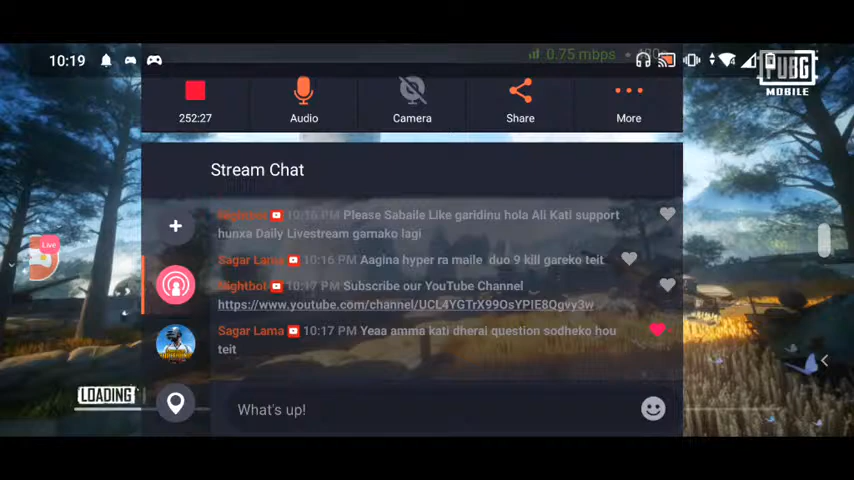 10:19
0.75 mbps
PUBG
MOBILE
252:27
Audio
Camera
Share
More
Stream Chat
Live
Nightbot 10:16 PM Please Sabaile Like garidinu hola Ali Kati support
hunxa Daily Livestream garnako lagi
Sagar Lama 10:16 PM Aagina hyper ra maile duo 9 kill gareko teit
Nightbot 10:17 PM Subscribe our YouTube Channel
https://www.youtube.com/channel/UCL4YGTrX99OsYPIE8Qgvy3w
Sagar Lama 10:17 PM Yeaa amma kati dherai question sodheko hou
teit
LOADING
What's up!